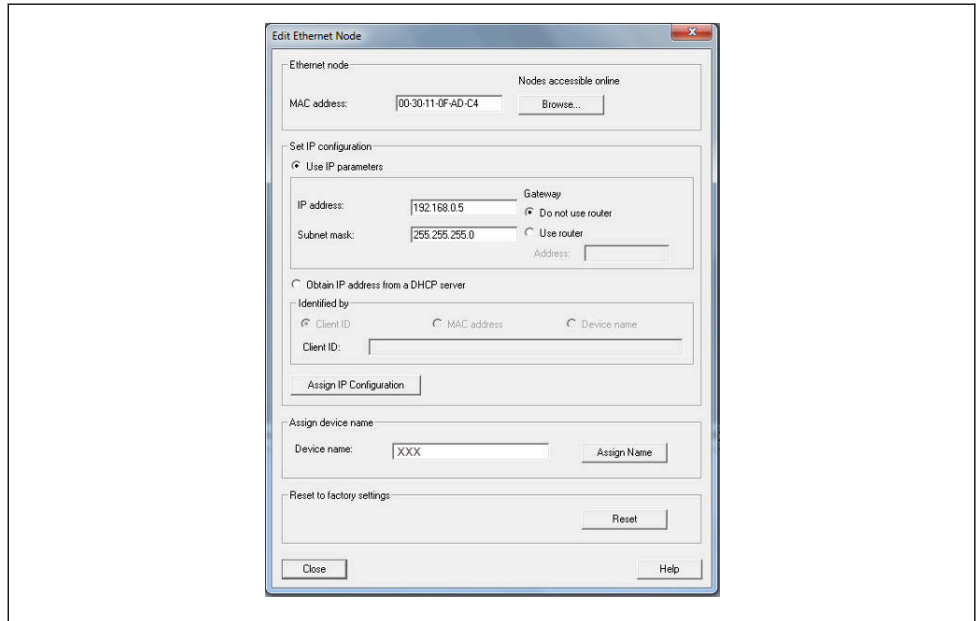 Edit Ethernet Node
Ethernet node
Nodes accessible online
MAC address: 00-30-11-0F-AD-C4 Browse...
Set IP configuration
Use IP parameters
Gateway
IP address: 192.168.0.5 Do not use router
Subnet mask: 255.255.255.0 Use router
Address:
Obtain IP address from a DHCP server
Identified by
Client ID MAC address Device name
Client ID:
Assign IP Configuration
Assign device name
Device name: XXX Assign Name
Reset to factory settings
Reset
Close Help